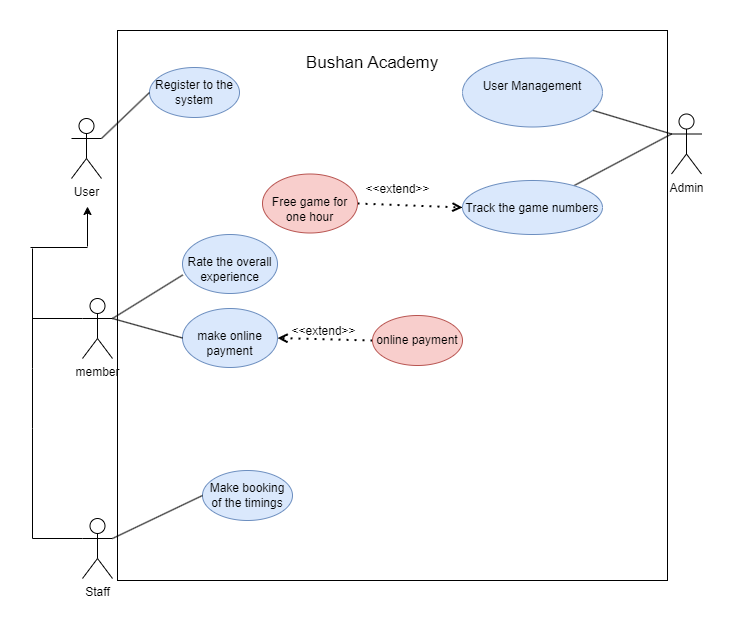 Bushan Academy
Register to the
system
User Management
User
Admin
<<extend>>
Free game for
one hour
Track the game numbers
Rate the overall
experience
<<extend>>
make online
payment
online payment
member
Make booking
of the timings
Staff